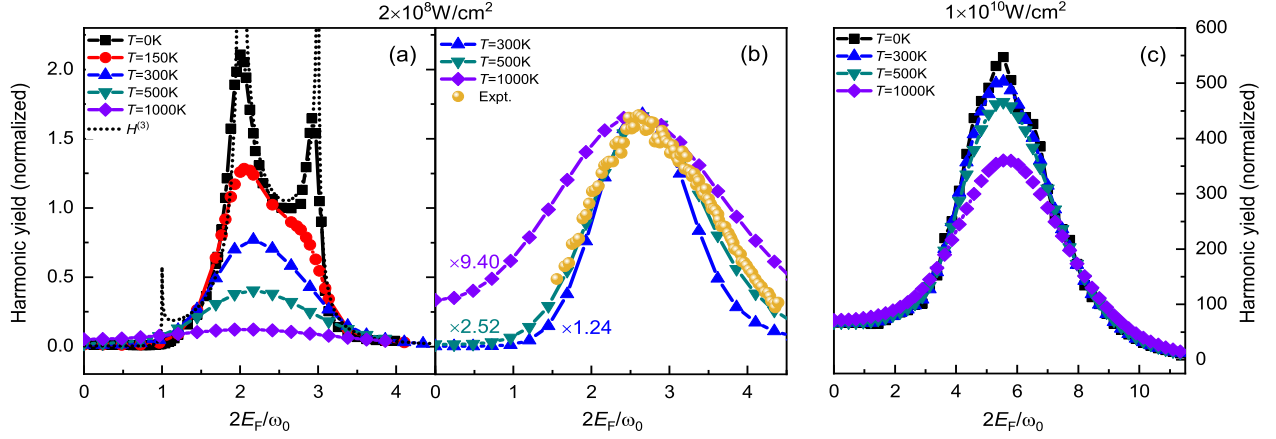 2×10⁸W/cm²
1×10¹⁰W/cm²
Harmonic yield (normalized)
2.0
1.5
1.0
0.5
0.0
T=0K
T=150K
T=300K
T=500K
T=1000K
H⁽³⁾
(a)
0 1 2 3 4
2E_F/ω₀
T=300K
T=500K
T=1000K
Expt.
(b)
×9.40
×2.52
×1.24
0 1 2 3 4
2E_F/ω₀
T=0K
T=300K
T=500K
T=1000K
(c)
0 2 4 6 8 10
2E_F/ω₀
600
500
400
300
200
100
0
Harmonic yield (normalized)